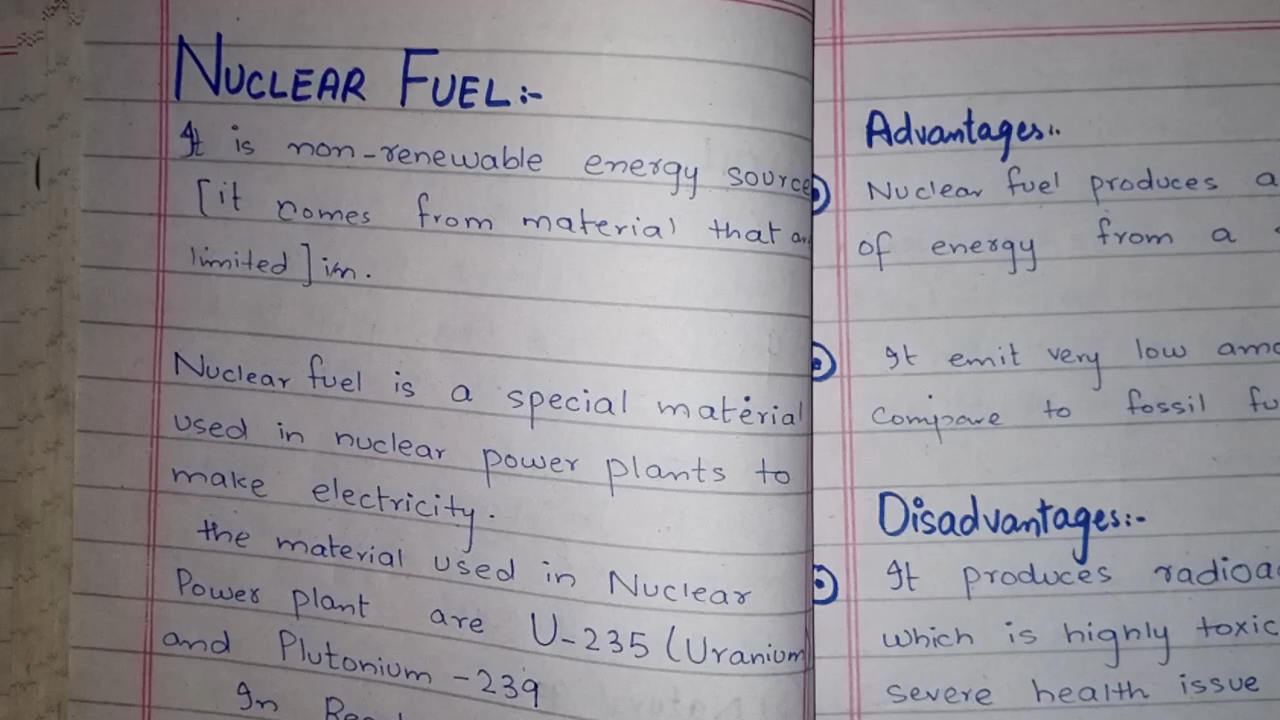 NUCLEAR FUEL:-
It is non-renewable energy source
[it comes from material that
limited] in.
Nuclear fuel is a special material
used in nuclear power plants to
make electricity.
the material used in Nuclear
Power plant are U-235 (Uranium
and Plutonium -239
In
Advantages:.
Nuclear fuel produces a
of energy from a
It emit very low
Compare to fossil
Disadvantages:-
It produces
which is highly toxic
severe health issue